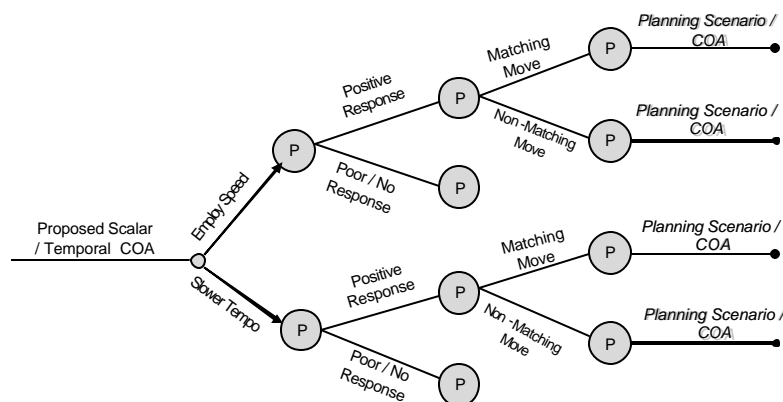 Planning Scenario /
COA
Matching
Move
P
Positive
Response
P
Non -Matching
Move
Planning Scenario /
COA
P
P
Employ Speed
Poor / No
Response
P
Proposed Scalar
/ Temporal COA
Slower Tempo
Planning Scenario /
COA
Matching
Move
P
Positive
Response
P
Non -Matching
Move
Planning Scenario /
COA
P
P
Poor / No
Response
P